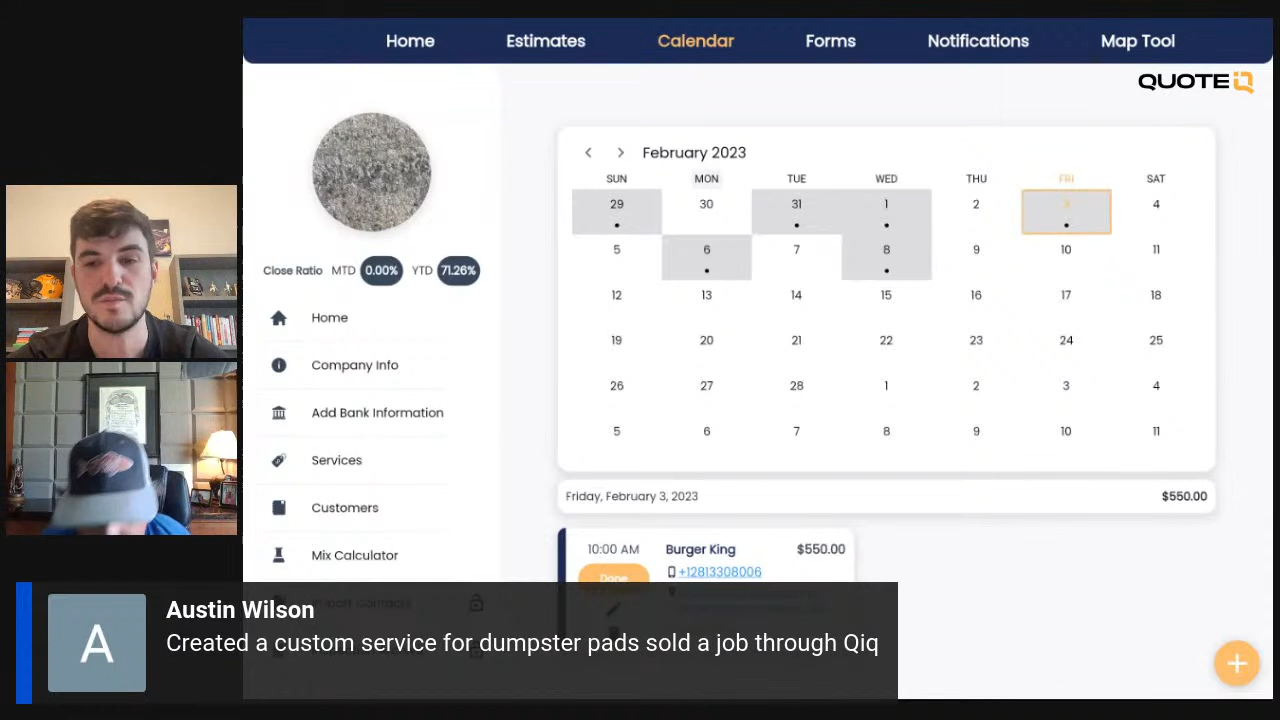 Home Estimates Calendar Forms Notifications Map Tool
QUOTE IQ
Close Ratio MTD 0.00% YTD 71.26%
Home
Company Info
Add Bank Information
Services
Customers
Mix Calculator
Import Contacts
February 2023
SUN MON TUE WED THU FRI SAT
29 30 31 1 2 3 4
5 6 7 8 9 10 11
12 13 14 15 16 17 18
19 20 21 22 23 24 25
26 27 28 1 2 3 4
5 6 7 8 9 10 11
Friday, February 3, 2023 $550.00
10:00 AM Burger King $550.00
Done +12813308006
A
Austin Wilson
Created a custom service for dumpster pads sold a job through Qiq